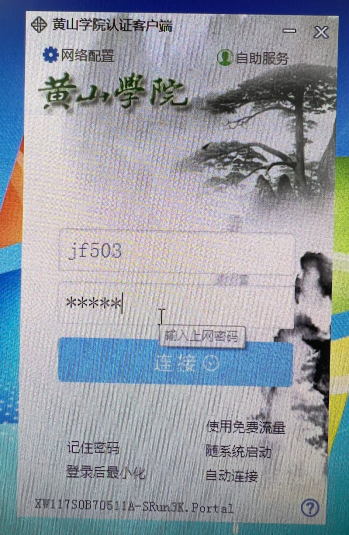 黄山学院认证客户端
网络配置 自助服务
黄山學院
jf503
*****
输入上网密码
连接
使用免费流量
记住密码 随系统启动
登录后最小化 自动连接
XW117S0B70511A-SRun3K.Portal